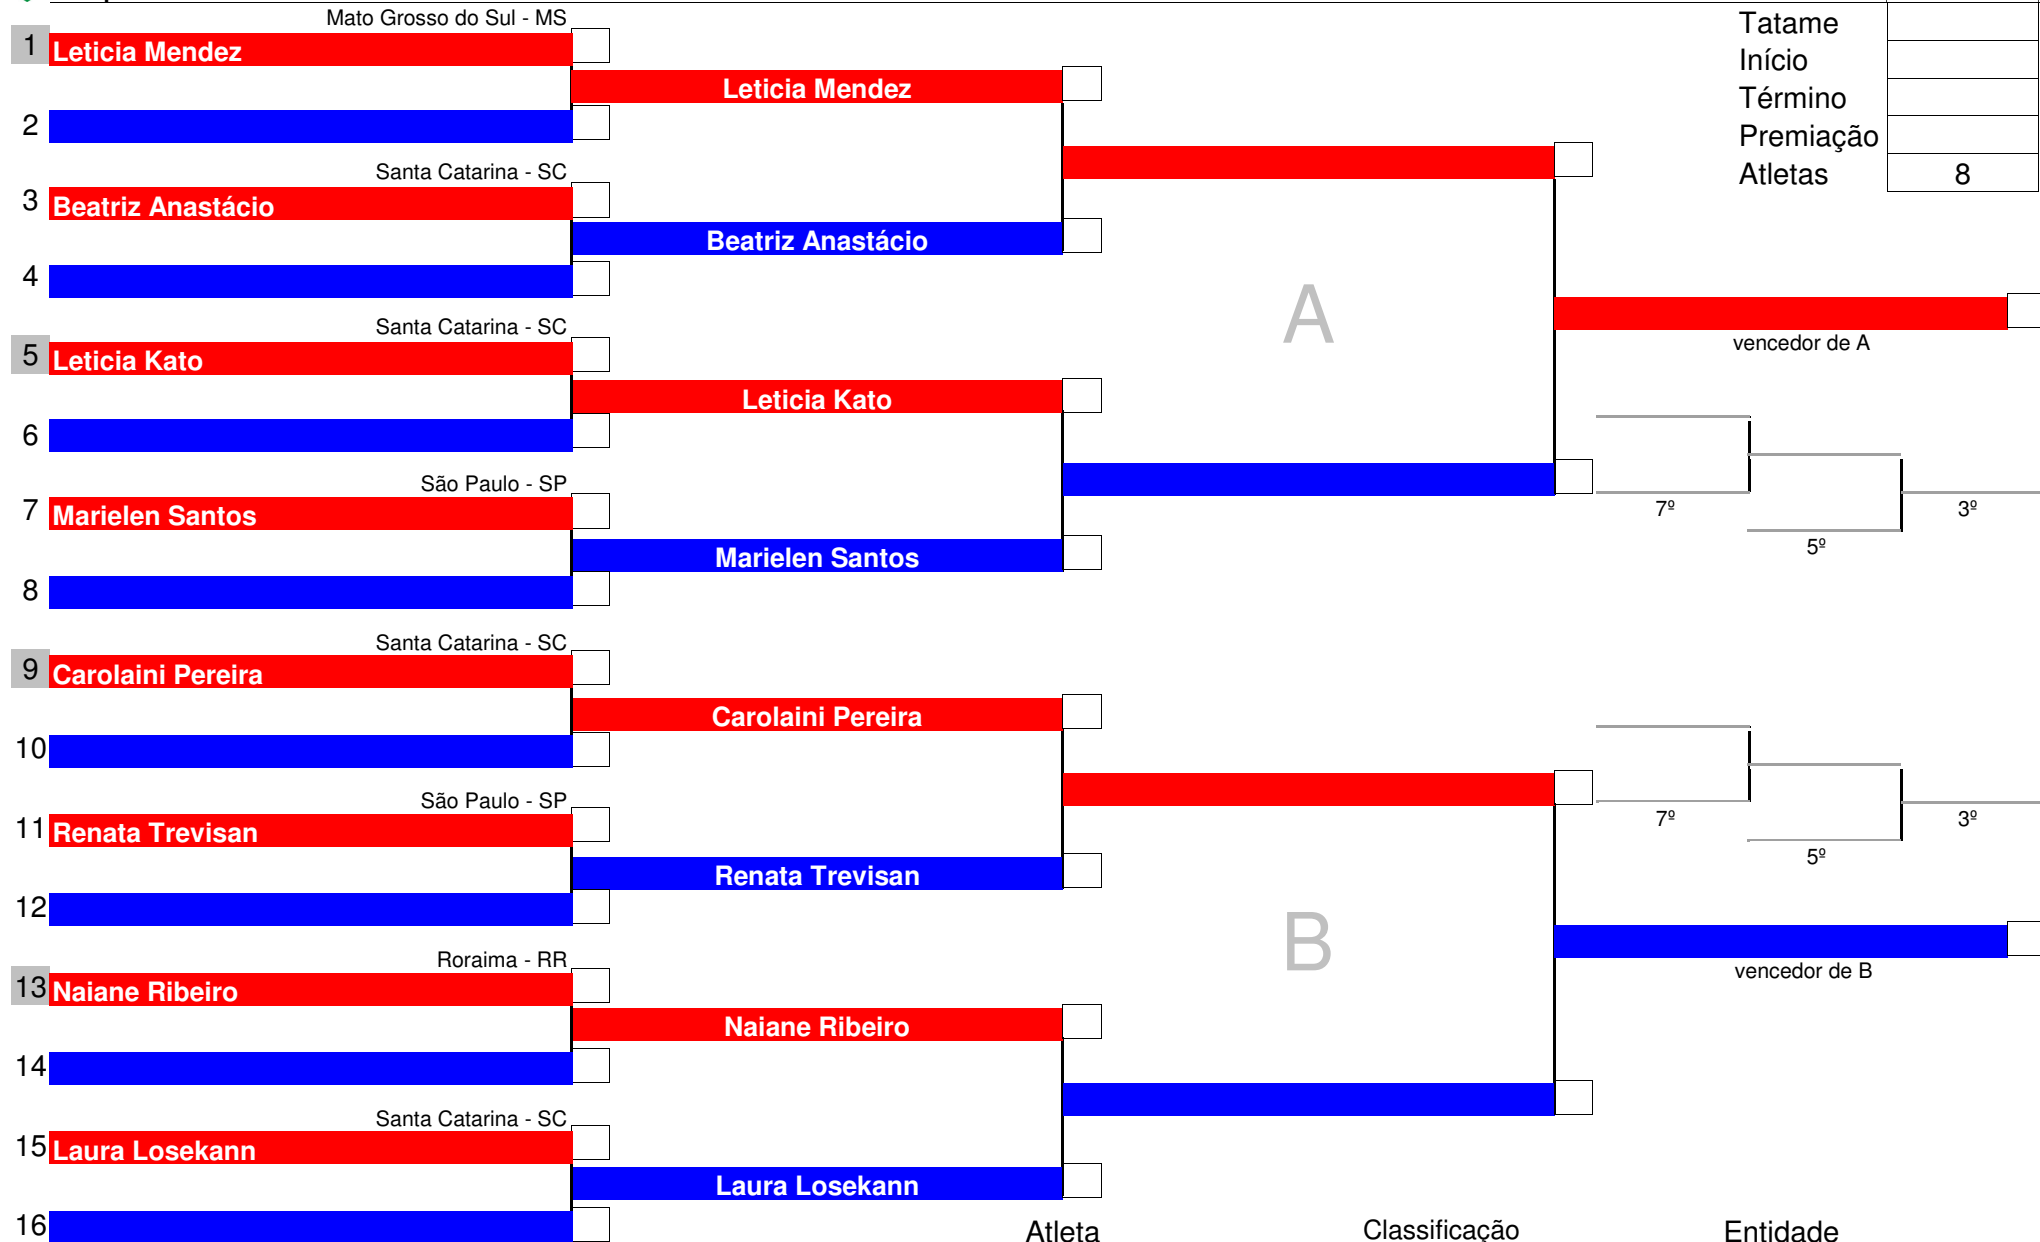 Mato Grosso do Sul - MS
1 Leticia Mendez
Leticia Mendez
2
Santa Catarina - SC
3 Beatriz Anastácio
Beatriz Anastácio
4
Santa Catarina - SC
5 Leticia Kato
Leticia Kato
6
São Paulo - SP
7 Marielen Santos
Marielen Santos
8
Santa Catarina - SC
9 Carolaini Pereira
Carolaini Pereira
10
São Paulo - SP
11 Renata Trevisan
Renata Trevisan
12
Roraima - RR
13 Naiane Ribeiro
Naiane Ribeiro
14
Santa Catarina - SC
15 Laura Losekann
Laura Losekann
16
A
B
Tatame
Início
Término
Premiação
Atletas 8
vencedor de A
7º
3º
5º
7º
3º
5º
vencedor de B
Atleta Classificação Entidade